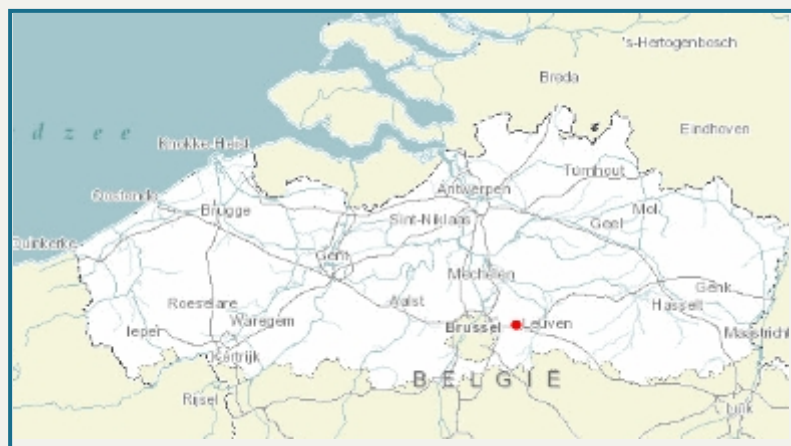 's-Hertogenbosch
Breda
d z e e
Eindhoven
Knokke-Heist
Turnhout
Oostende
Antwerpen
Brugge
Mol
Sint-Niklaas
Geel
Duinkerke
Gent
Mechelen
Genk
Roeselare
Aalst
Hasselt
Ieper
Waregem
Brussel
Leuven
Maastricht
Kortrijk
BELGIË
Rijsel
Luik